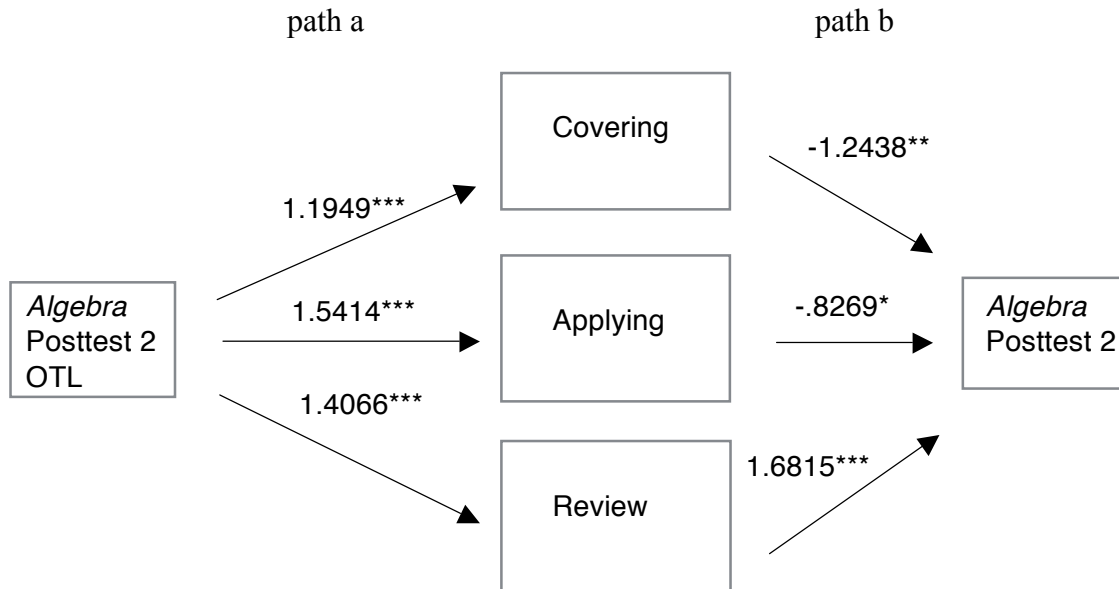 path a
path b
Covering
-1.2438**
1.1949***
Algebra
Posttest 2
OTL
1.5414***
Applying
-.8269*
Algebra
Posttest 2
1.4066***
Review
1.6815***